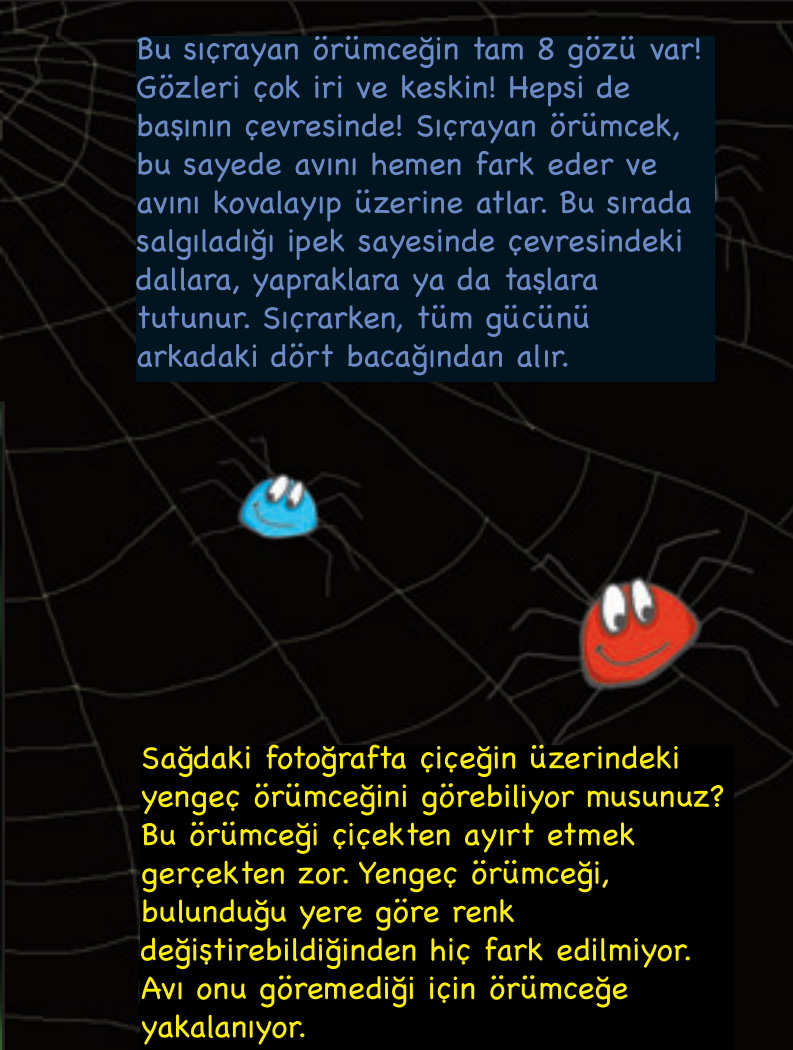 Bu sıçrayan örümceğin tam 8 gözü var!
Gözleri çok iri ve keskin! Hepsi de
başının çevresinde! Sıçrayan örümcek,
bu sayede avını hemen fark eder ve
avını kovalayıp üzerine atlar. Bu sırada
salgıladığı ipek sayesinde çevresindeki
dallara, yapraklara ya da taşlara
tutunur. Sıçrarken, tüm gücünü
arkadaki dört bacağından alır.
Sağdaki fotoğrafta çiçeğin üzerindeki
yengeç örümceğini görebiliyor musunuz?
Bu örümceği çiçekten ayırt etmek
gerçekten zor. Yengeç örümceği,
bulunduğu yere göre renk
değiştirebildiğinden hiç fark edilmiyor.
Avı onu göremediği için örümceğe
yakalanıyor.